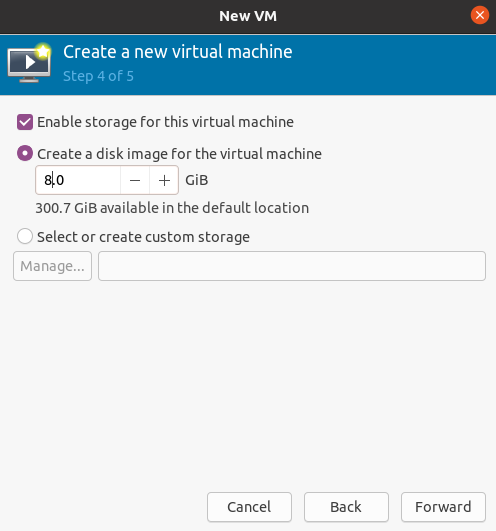 New VM
Create a new virtual machine
Step 4 of 5
Enable storage for this virtual machine
Create a disk image for the virtual machine
8.0 − + GiB
300.7 GiB available in the default location
Select or create custom storage
Manage...
Cancel Back Forward